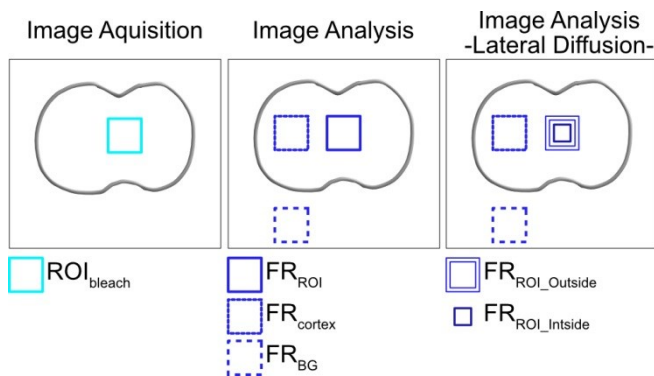 Image Aquisition
Image Analysis
Image Analysis
-Lateral Diffusion-
ROIbleach
FRROI
FRcortex
FRBG
FRROI_Outside
FRROI_Intside